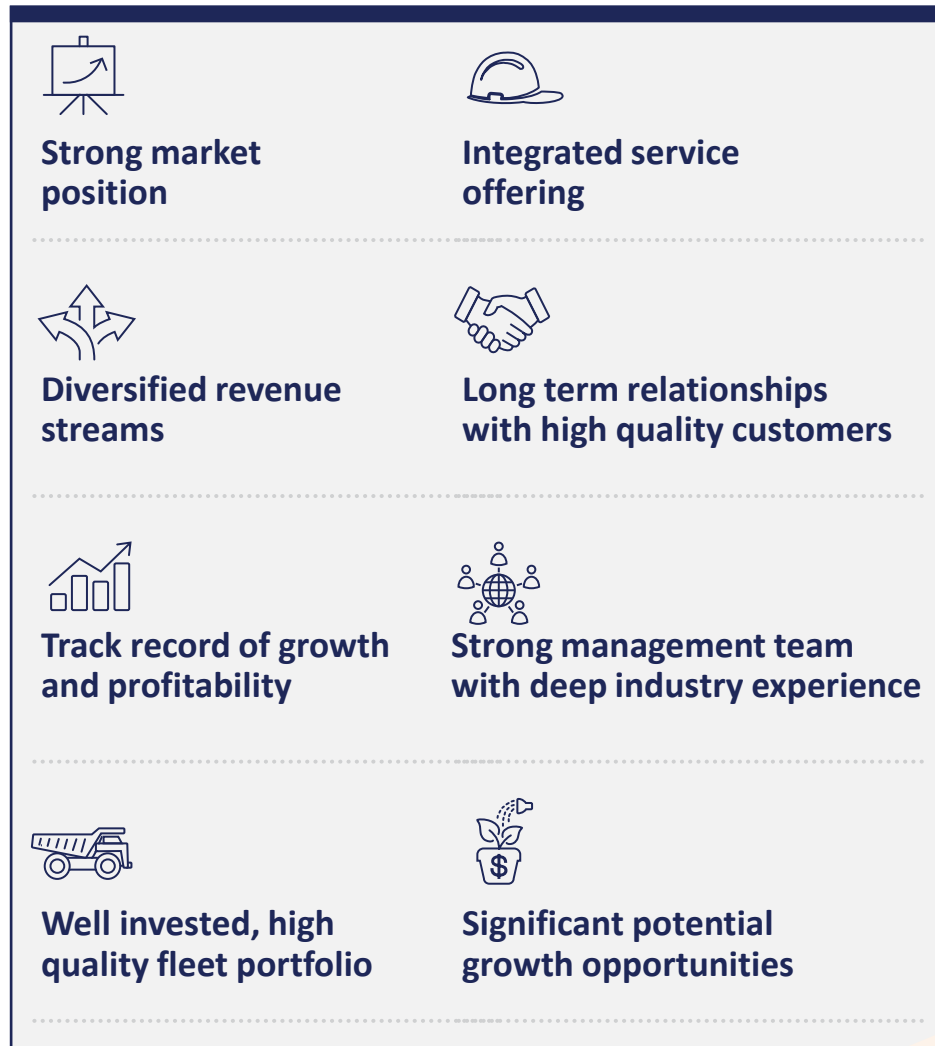 Strong market
position
Integrated service
offering
Diversified revenue
streams
Long term relationships
with high quality customers
Track record of growth
and profitability
Strong management team
with deep industry experience
$
Well invested, high
quality fleet portfolio
Significant potential
growth opportunities